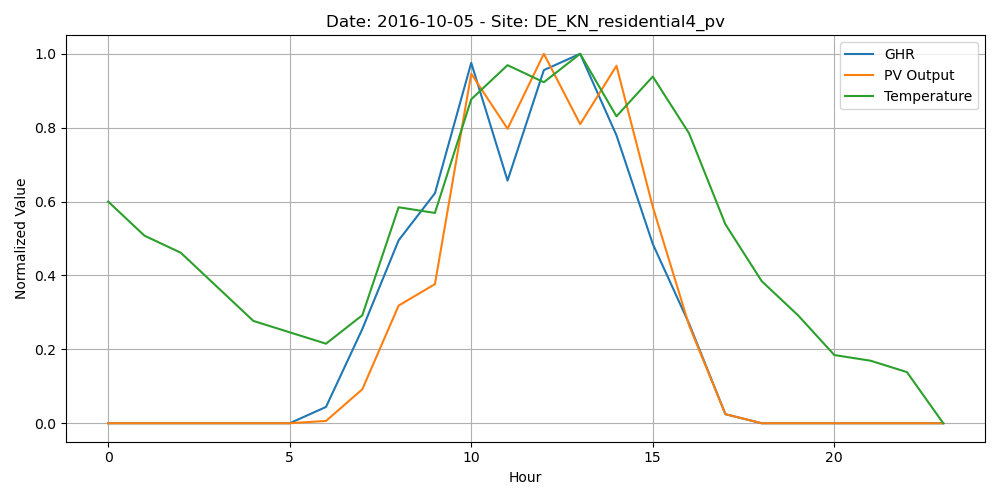 Date: 2016-10-05 - Site: DE_KN_residential4_pv
GHR
PV Output
Temperature
Normalized Value
1.0
0.8
0.6
0.4
0.2
0.0
0 5 10 15 20
Hour